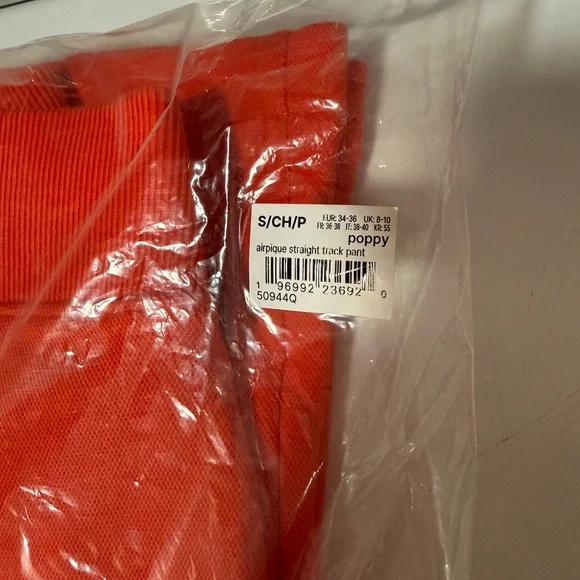 S/CH/P
EUR: 34-36 UK: 8-10
FR: 36-38 IT: 38-40 KR: 55
poppy
airpique straight track pant
1 96992 23692 0
50944Q